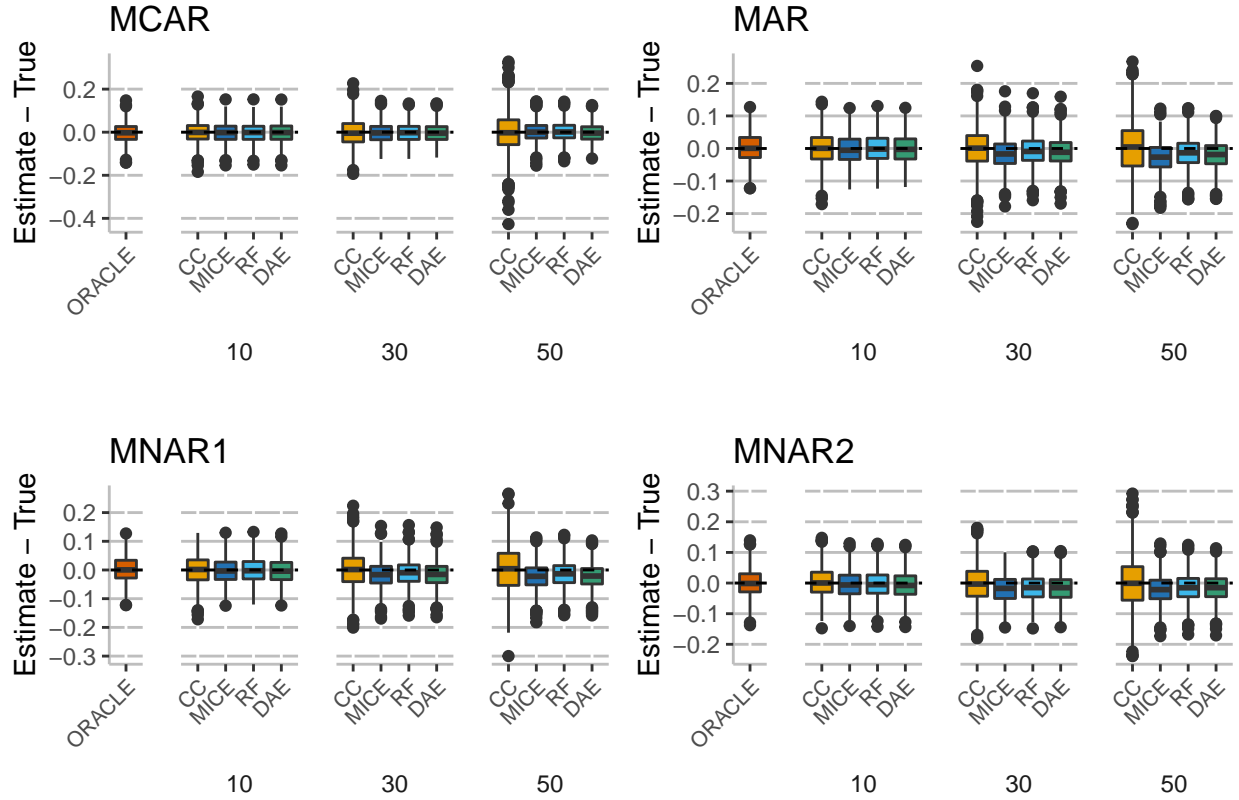 MCAR
Estimate – True
0.2
0.0
−0.2
−0.4
ORACLE
CC
MICE
RF
DAE
CC
MICE
RF
DAE
CC
MICE
RF
DAE
10
30
50
MAR
Estimate – True
0.2
0.1
0.0
−0.1
−0.2
ORACLE
CC
MICE
RF
DAE
CC
MICE
RF
DAE
CC
MICE
RF
DAE
10
30
50
MNAR1
Estimate – True
0.2
0.1
0.0
−0.1
−0.2
−0.3
ORACLE
CC
MICE
RF
DAE
CC
MICE
RF
DAE
CC
MICE
RF
DAE
10
30
50
MNAR2
Estimate – True
0.3
0.2
0.1
0.0
−0.1
−0.2
ORACLE
CC
MICE
RF
DAE
CC
MICE
RF
DAE
CC
MICE
RF
DAE
10
30
50